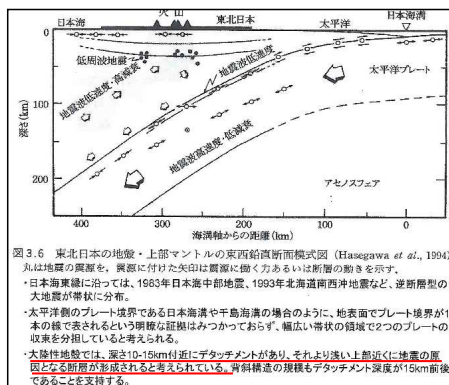 火 山
日本海
東北日本
太平洋
日本海溝
0
低周波地震
地震波低速度・高減衰
地震波低速度
太平洋プレート
100
深さ(km)
地震波高速度・低減衰
アセノスフェア
200
400
300
200
100
0
海溝軸からの距離(km)
図3.6 東北日本の地殻・上部マントルの東西鉛直断面模式図 (Hasegawa et al., 1994)
丸は地震の震源を,震源に付けた矢印は震源に働く力あるいは断層の動きを示す.
・日本海東縁に沿っては、1983年日本海中部地震、1993年北海道南西沖地震など、逆断層型の
大地震が帯状に分布。
・太平洋側のプレート境界である日本海溝や千島海溝の場合のように、地表面でプレート境界が1
本の線で表されるという明瞭な証拠はみつかっておらず、幅広い帯状の領域で2つのプレートの
収束を分担していると考えられる。
・大陸性地殻では、深さ10-15km付近にデタッチメントがあり、それより浅い上部近くに地震の原
因となる断層が形成されると考えられている。背斜構造の規模もデタッチメント深度が15km前後
であることを支持する。